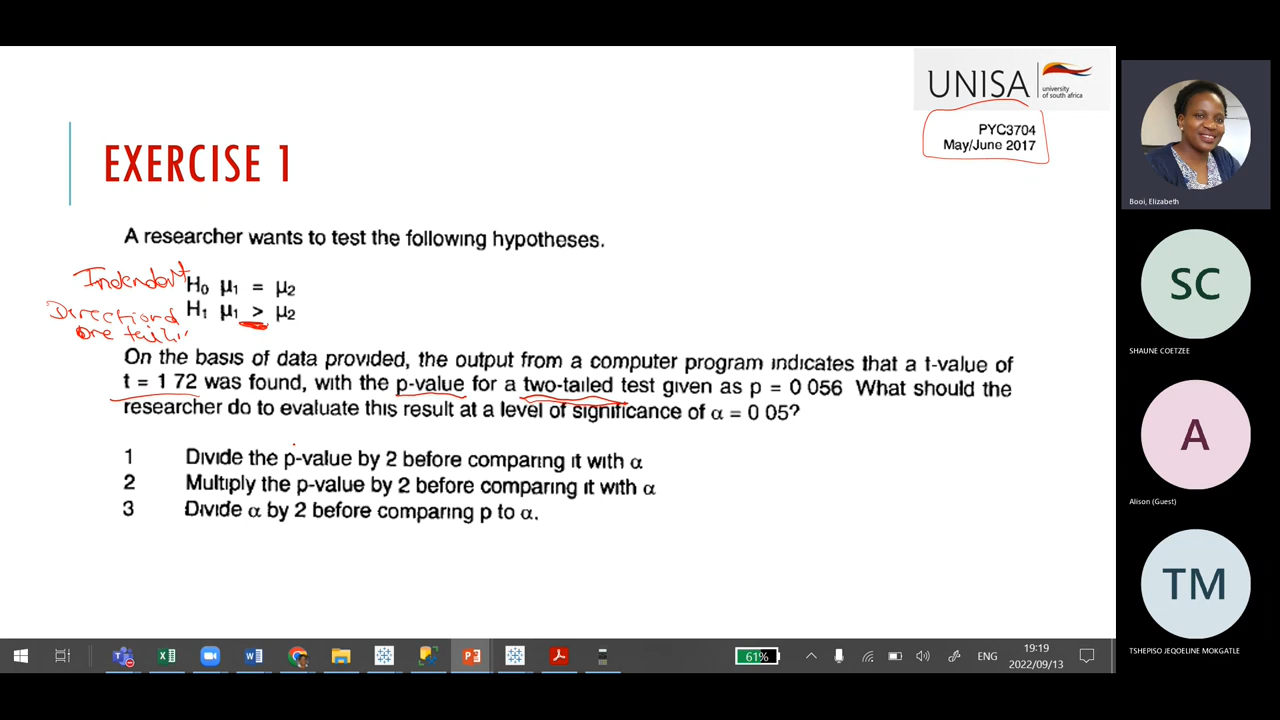 UNISA
university
of south africa
PYC3704
May/June 2017
EXERCISE 1
A researcher wants to test the following hypotheses.
H₀ μ₁ = μ₂
Directional
H₁ μ₁ > μ₂
one tail
On the basis of data provided, the output from a computer program indicates that a t-value of
t = 1 72 was found, with the p-value for a two-tailed test given as p = 0 056 What should the
researcher do to evaluate this result at a level of significance of α = 0 05?
1 Divide the p-value by 2 before comparing it with α
2 Multiply the p-value by 2 before comparing it with α
3 Divide α by 2 before comparing p to α.
Booi, Elizabeth
SC
SHAUNE COETZEE
A
Alison (Guest)
TM
TSHEPISO JEQOELINE MOKGATLE
61%
ENG
19:19
2022/09/13